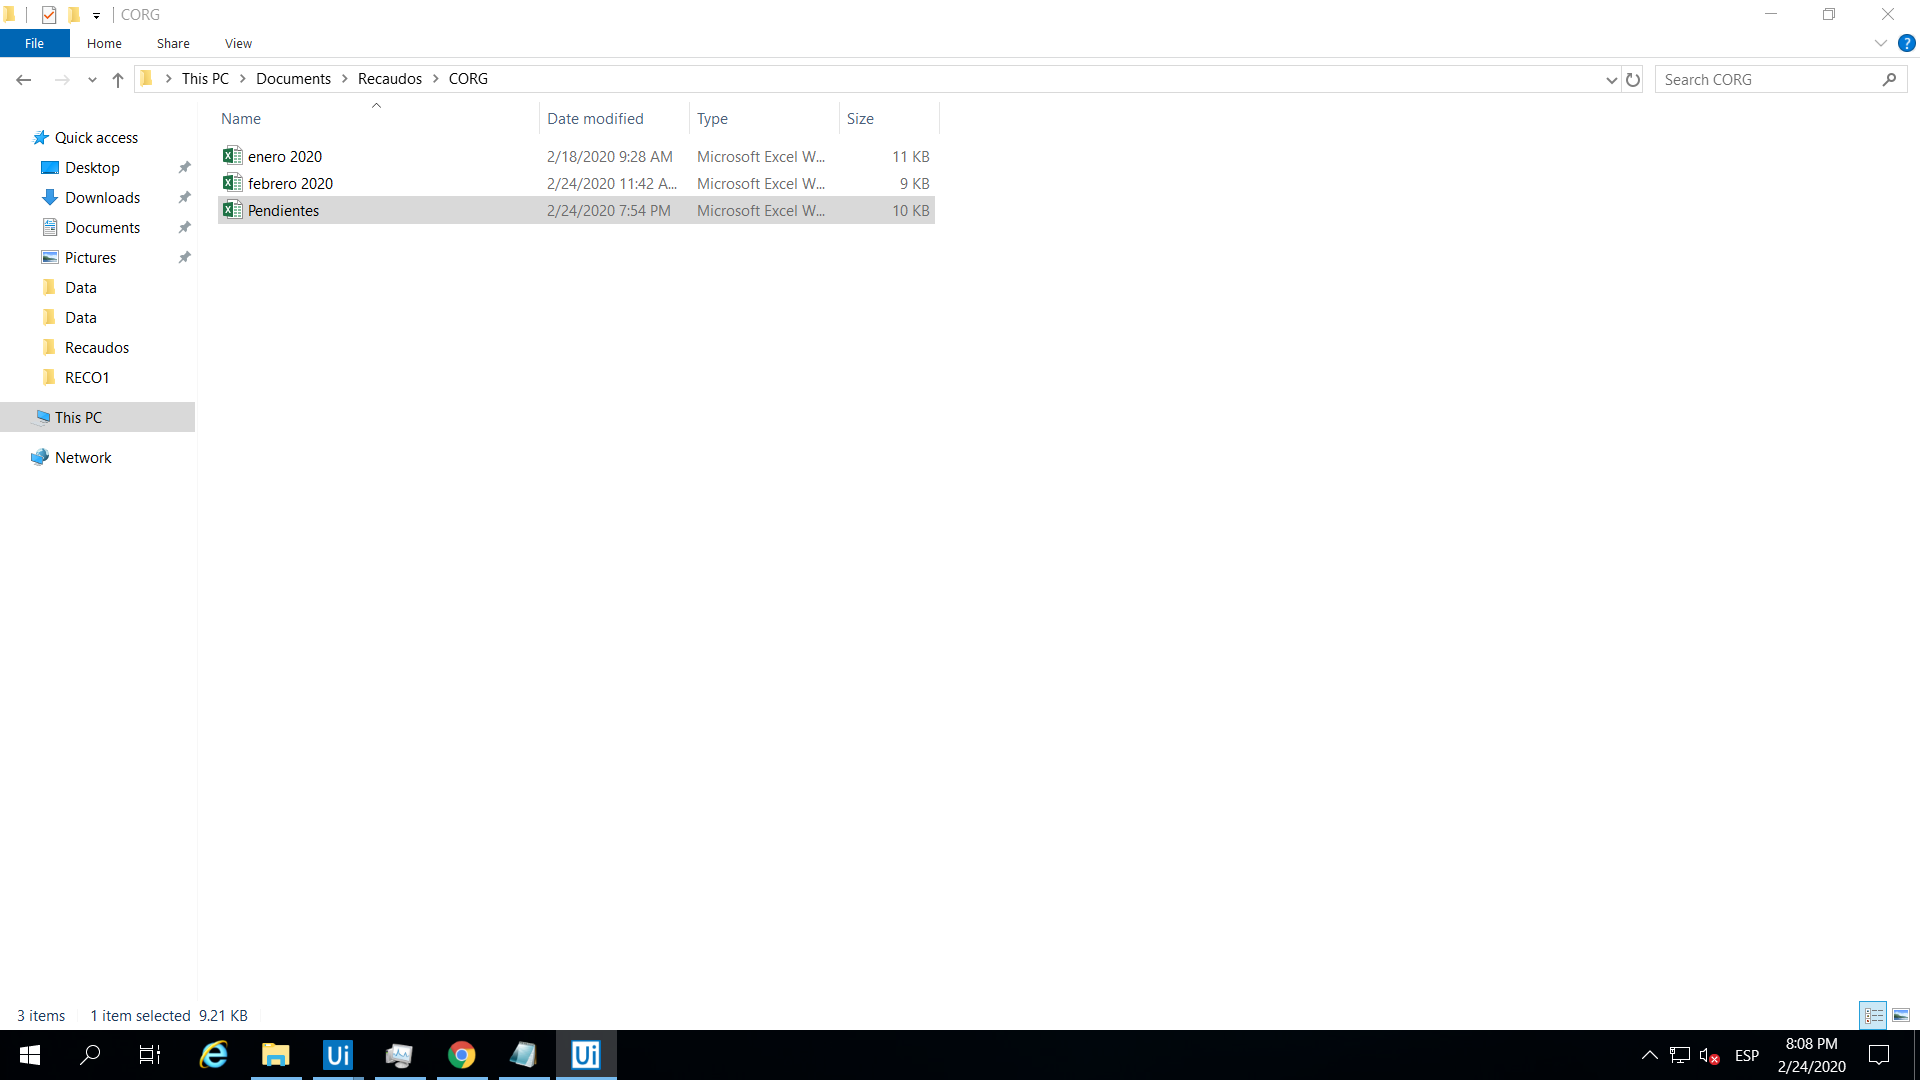 CORG
File Home Share View
This PC Documents Recaudos CORG
Search CORG
Name Date modified Type Size
Quick access
Desktop
Downloads
Documents
Pictures
Data
Data
Recaudos
RECO1
This PC
Network
enero 2020 2/18/2020 9:28 AM Microsoft Excel W... 11 KB
febrero 2020 2/24/2020 11:42 A... Microsoft Excel W... 9 KB
Pendientes 2/24/2020 7:54 PM Microsoft Excel W... 10 KB
3 items 1 item selected 9.21 KB
Ui
Ui
ESP
8:08 PM
2/24/2020